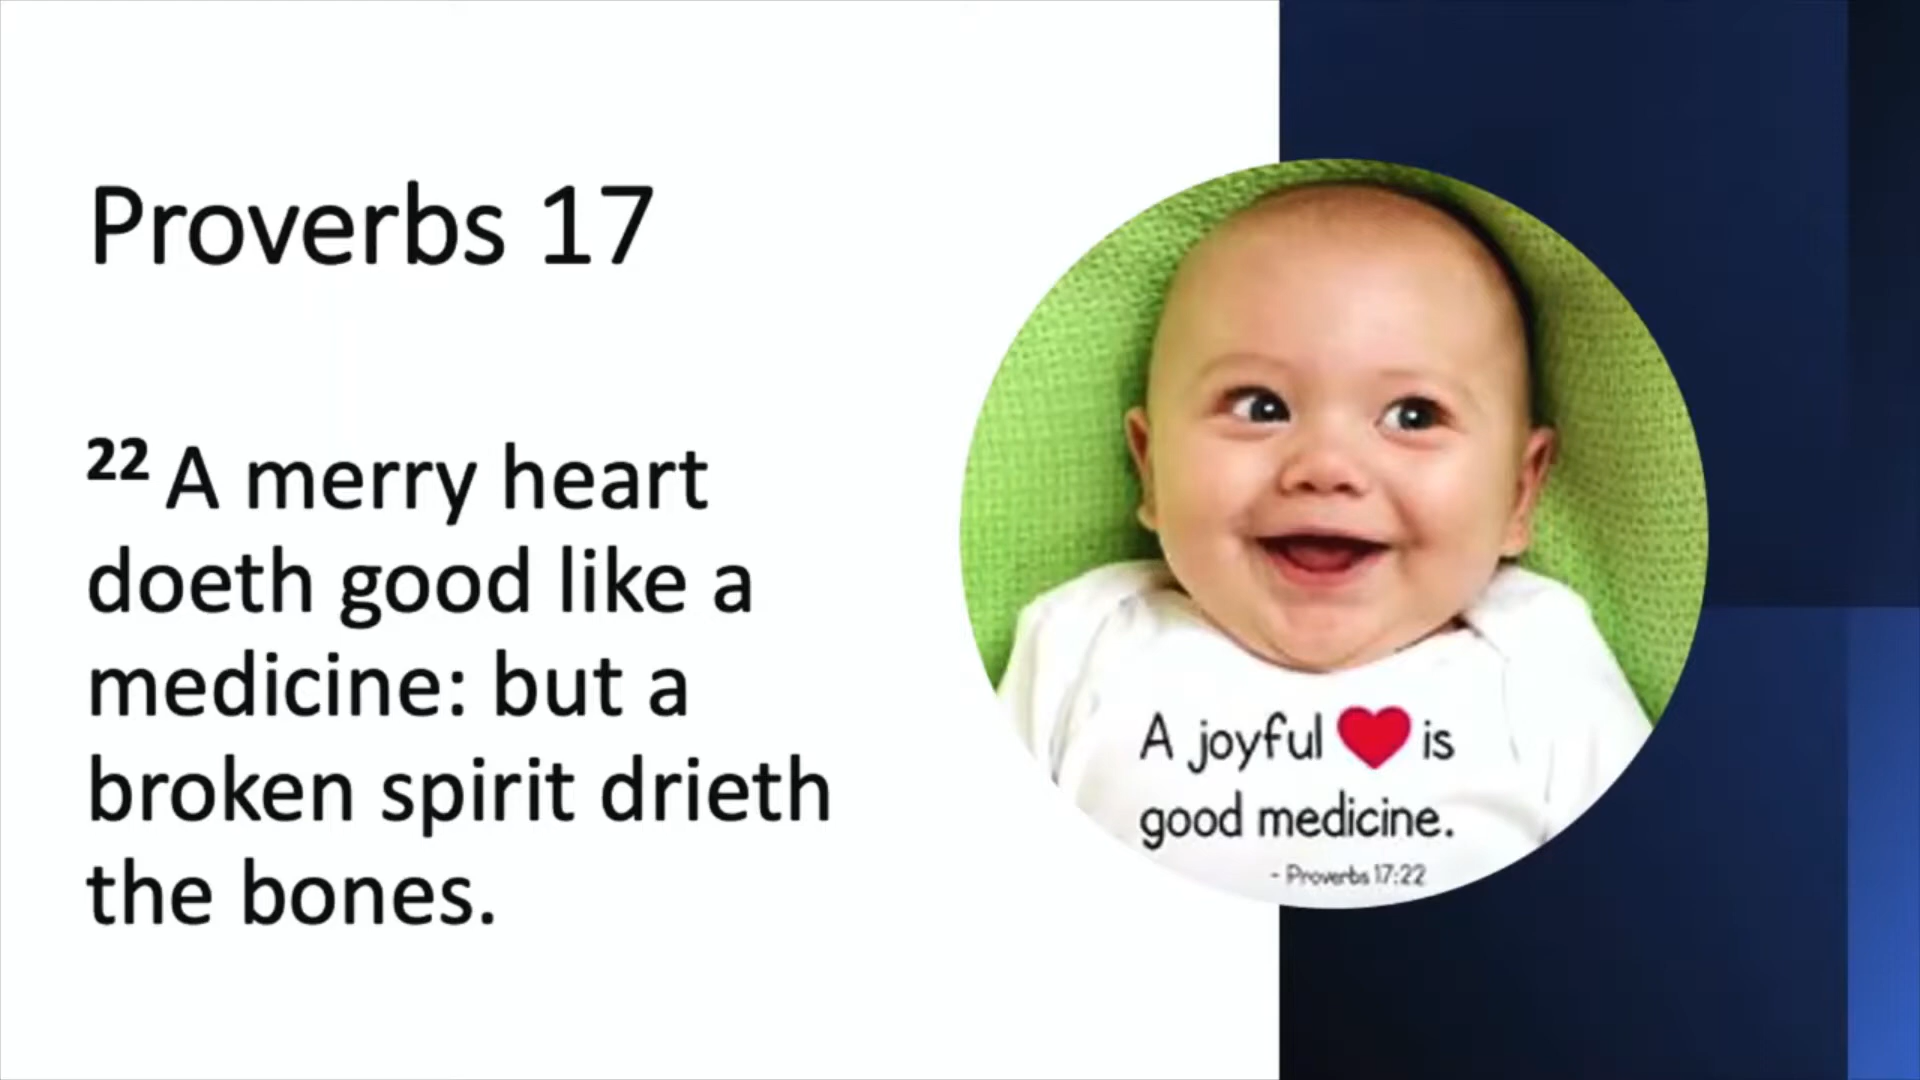 Proverbs 17
22 A merry heart
doeth good like a
medicine: but a
broken spirit drieth
the bones.
A joyful ❤ is
good medicine.
- Proverbs 17:22